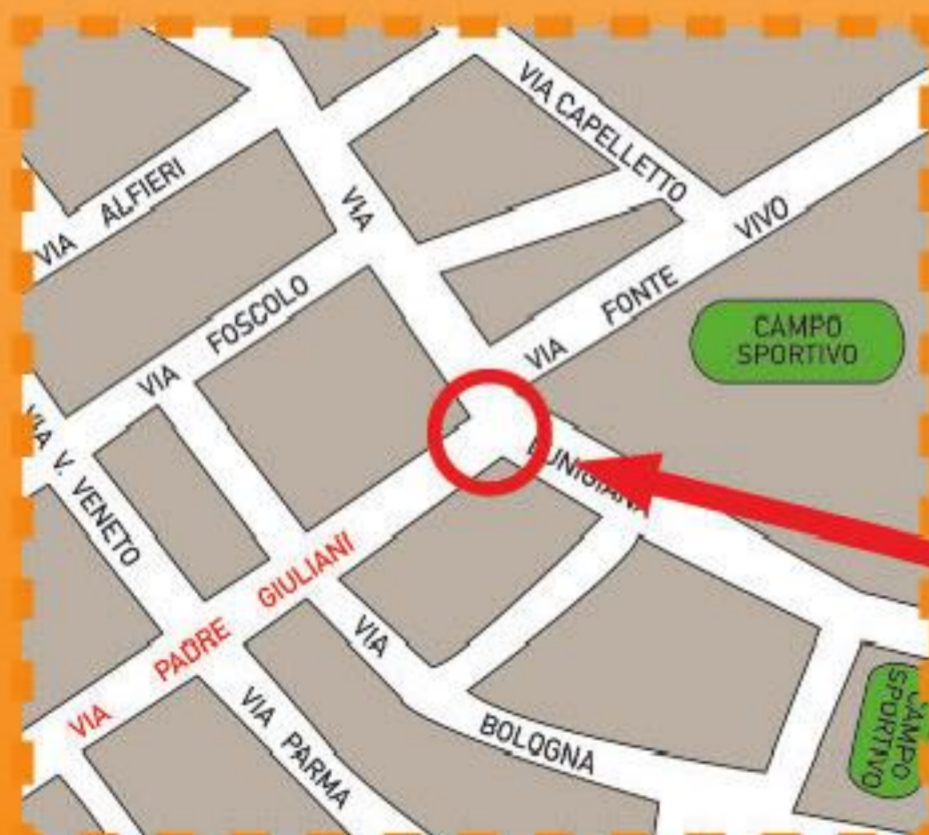 VIA CAPELLETTO
VIA ALFIERI
VIA
VIA FONTE VIVO
VIA FOSCOLO
CAMPO
SPORTIVO
VIA V. VENETO
LUNIGIANA
VIA PADRE GIULIANI
VIA BOLOGNA
VIA PARMA
CAMPO
SPORTIVO